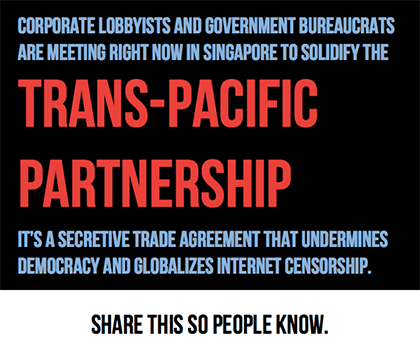 CORPORATE LOBBYISTS AND GOVERNMENT BUREAUCRATS
ARE MEETING RIGHT NOW IN SINGAPORE TO SOLIDIFY THE
TRANS-PACIFIC
PARTNERSHIP
IT'S A SECRETIVE TRADE AGREEMENT THAT UNDERMINES
DEMOCRACY AND GLOBALIZES INTERNET CENSORSHIP.
SHARE THIS SO PEOPLE KNOW.